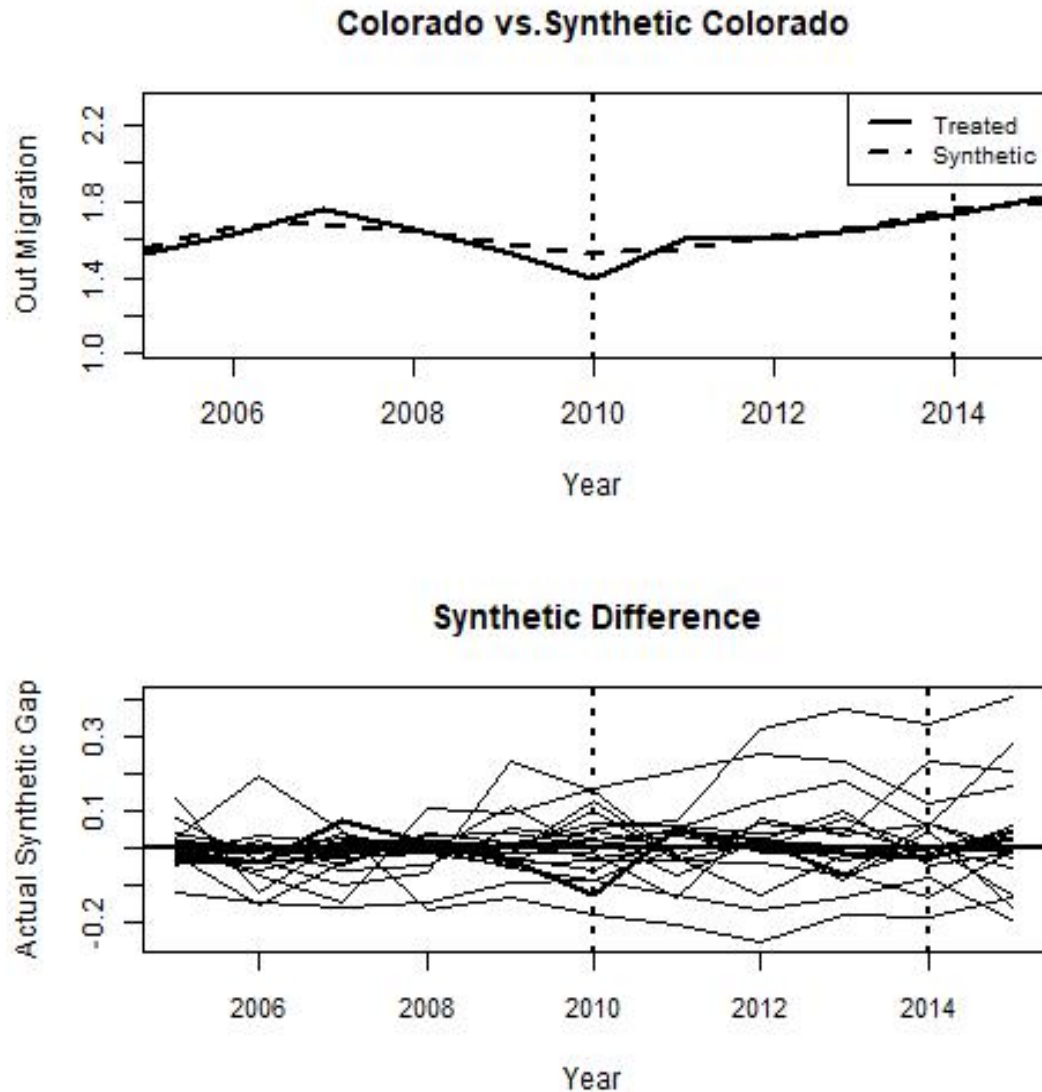 Colorado vs.Synthetic Colorado
Out Migration
2.2
1.8
1.4
1.0
Treated
Synthetic
2006 2008 2010 2012 2014
Year
Synthetic Difference
Actual Synthetic Gap
0.3
0.1
-0.2
2006 2008 2010 2012 2014
Year